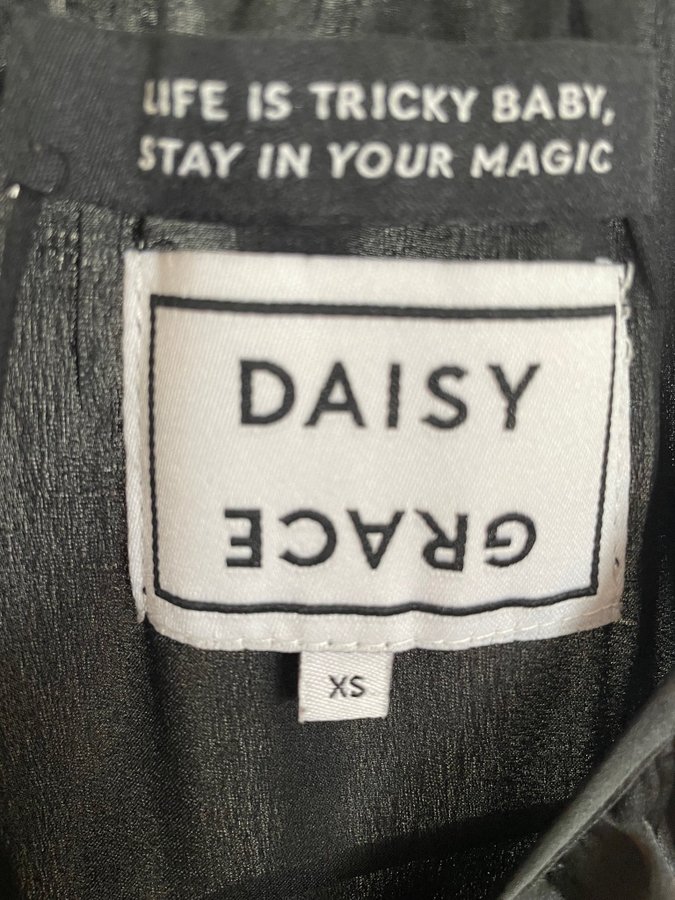 LIFE IS TRICKY BABY,
STAY IN YOUR MAGIC
DAISY
GRACE
XS